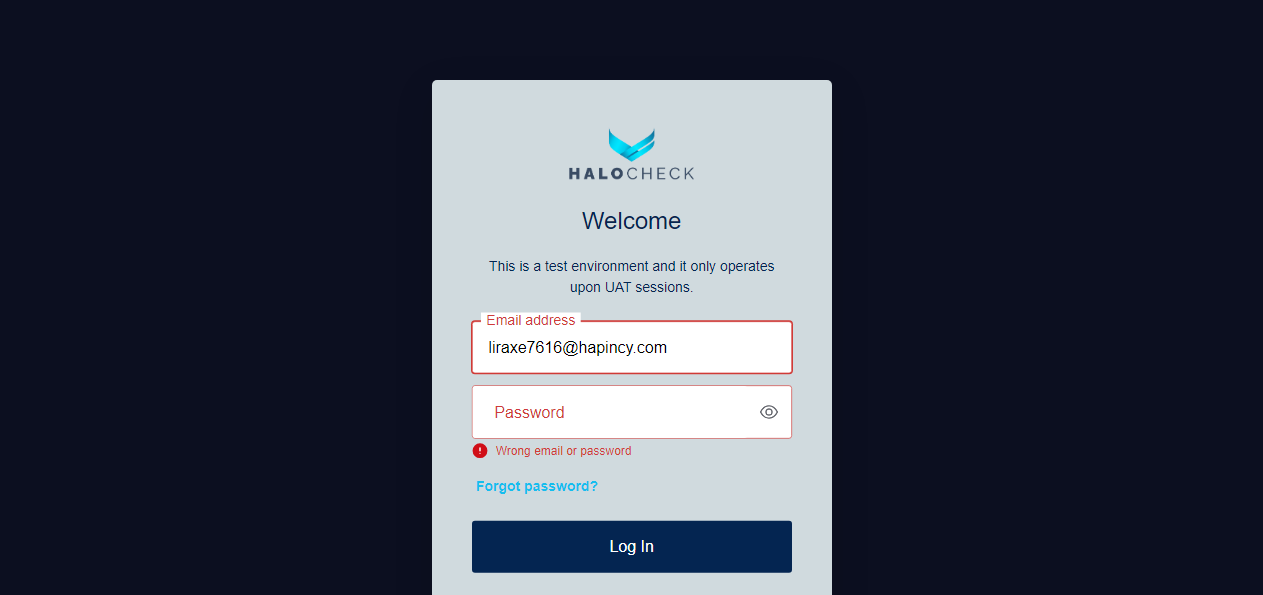 HALOCHECK
Welcome
This is a test environment and it only operates
upon UAT sessions.
Email address
liraxe7616@hapincy.com
Password
Wrong email or password
Forgot password?
Log In